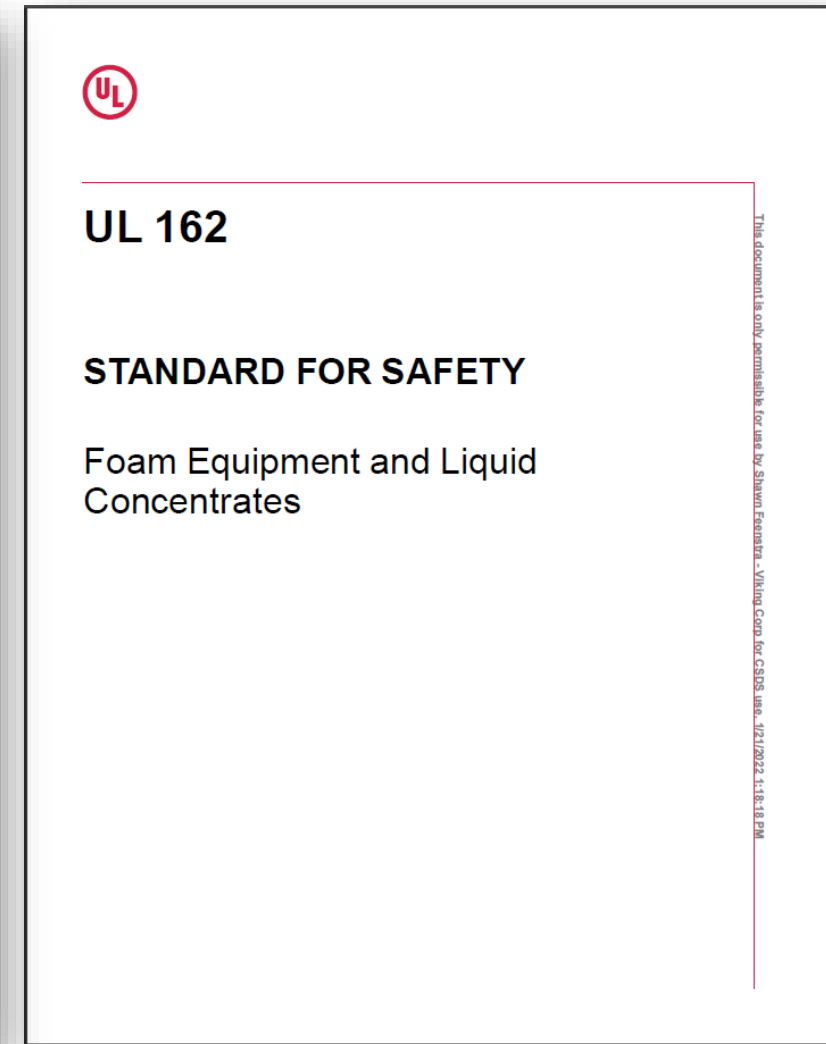 UL
UL 162
STANDARD FOR SAFETY
Foam Equipment and Liquid
Concentrates
This document is only permissible for use by Shawn Feenstra - Viking Corp for CSDS use. 1/21/2022 1:18:18 PM